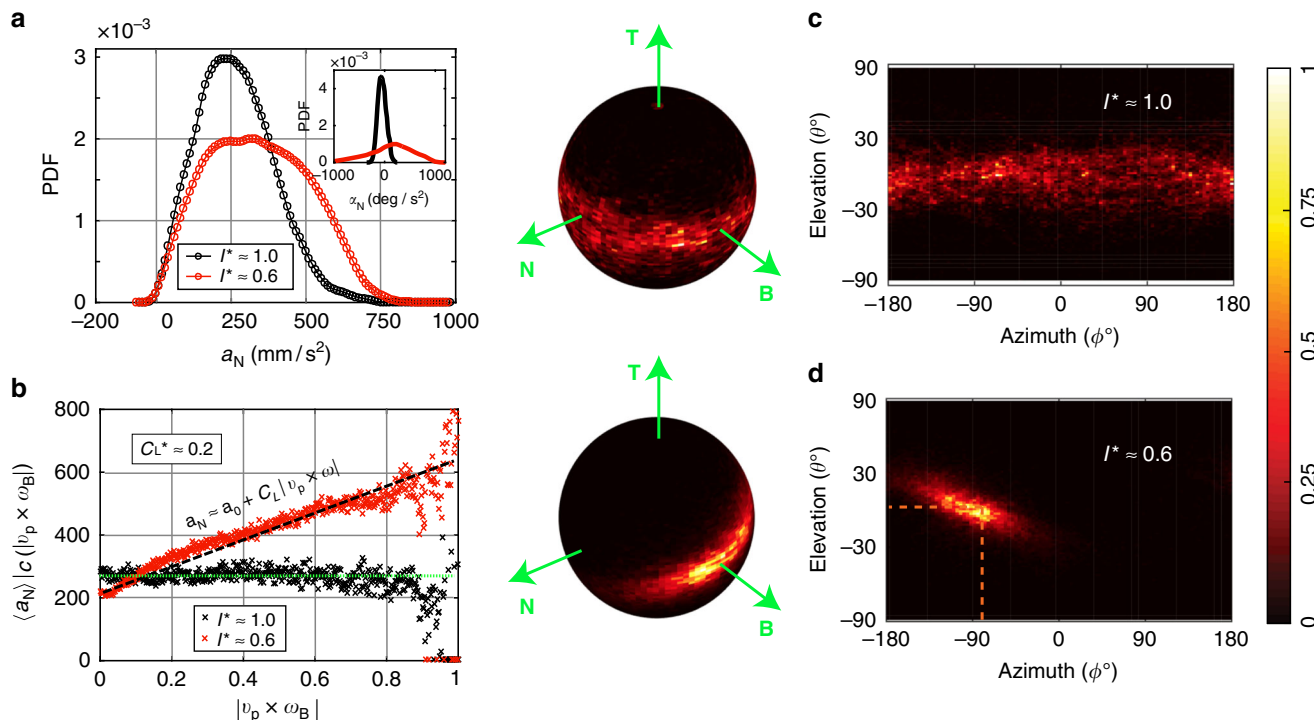 a
×10⁻³
3
2
1
0
PDF
−200
0
250
500
750
1000
a_N (mm / s²)
I* ≈ 1.0
I* ≈ 0.6
×10⁻³
4
2
0
PDF
−1000
0
1000
α_N (deg / s²)
T
N
B
c
90
30
−30
−90
Elevation (θ°)
I* ≈ 1.0
−180
−90
0
90
180
Azimuth (ϕ°)
1
0.75
0.5
0.25
0
b
800
600
400
200
0
⟨a_N⟩|c (|υ_p × ω_B|)
C_L* ≈ 0.2
a_N ≈ a_0 + C_L|υ_p × ω|
I* ≈ 1.0
I* ≈ 0.6
0
0.2
0.4
0.6
0.8
1
|υ_p × ω_B|
T
N
B
d
90
30
−30
−90
Elevation (θ°)
I* ≈ 0.6
−180
−90
0
90
180
Azimuth (ϕ°)